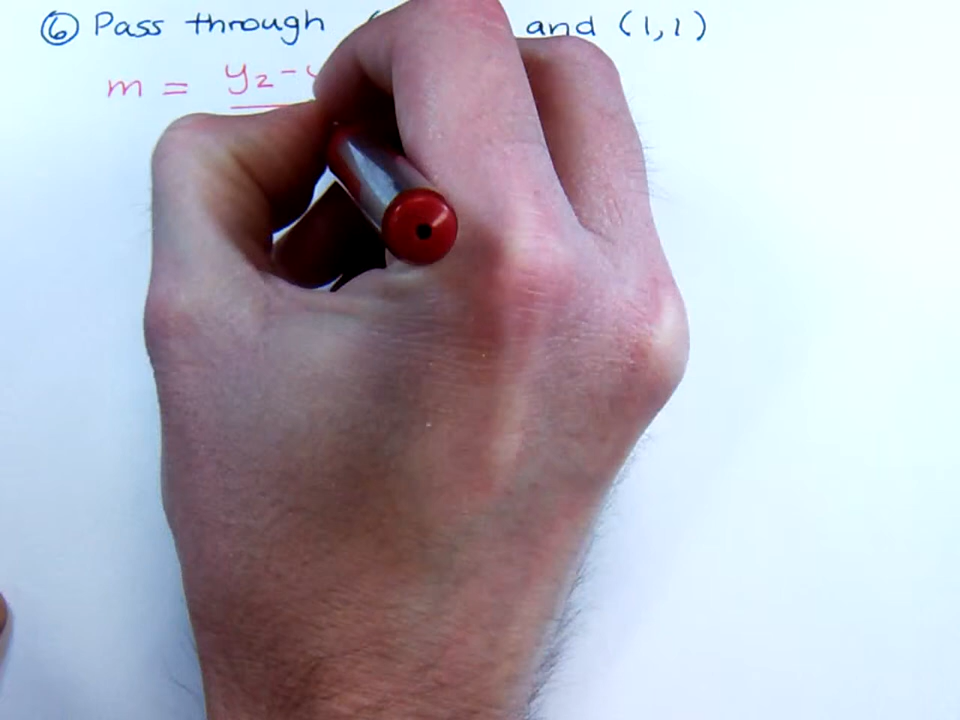 ⑥ Pass through ( and (1,1)
m = y₂-